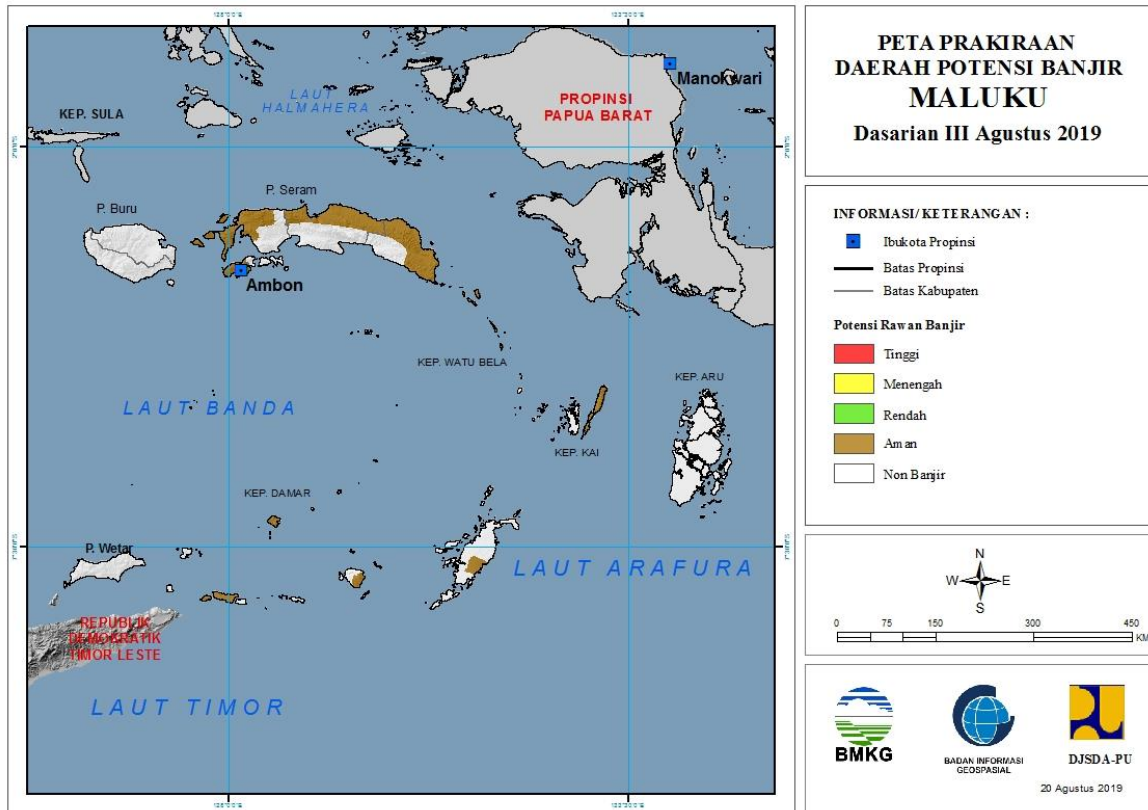 PETA PRAKIRAAN
DAERAH POTENSI BANJIR
MALUKU
Dasarian III Agustus 2019
INFORMASI/ KETERANGAN :
Ibukota Propinsi
Batas Propinsi
Batas Kabupaten
Potensi Rawan Banjir
Tinggi
Menengah
Rendah
Aman
Non Banjir
N
W E
S
0 75 150 300 450
KM
BMKG
BADAN INFORMASI
GEOSPASIAL
DJSDA-PU
20 Agustus 2019
Manokwari
LAUT
HALMAHERA
PROPINSI
PAPUA BARAT
KEP. SULA
P. Seram
P. Buru
Ambon
KEP. WATU BELA
KEP. ARU
LAUT BANDA
KEP. KAI
KEP. DAMAR
P. Wetar
LAUT ARAFURA
REPUBLIK
DEMOKRATIK
TIMOR LESTE
LAUT TIMOR